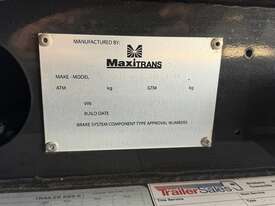 MANUFACTURED BY:
MaxiTRANS
MAKE - MODEL
ATM kg GTM kg
VIN
BUILD DATE
BRAKE SYSTEM COMPONENT TYPE APPROVAL NUMBERS
TrailerSales